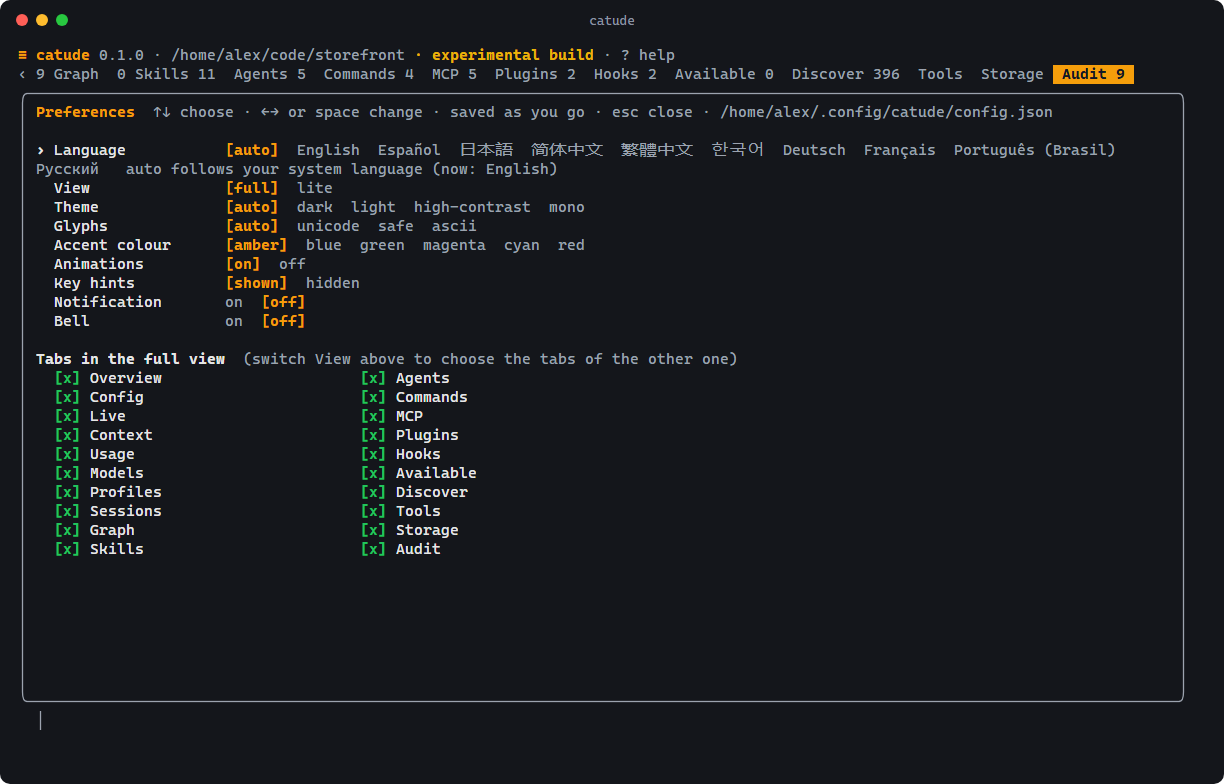 catude
≡ catude 0.1.0 · /home/alex/code/storefront · experimental build · ? help
‹ 9 Graph  0 Skills 11  Agents 5  Commands 4  MCP 5  Plugins 2  Hooks 2  Available 0  Discover 396  Tools  Storage  Audit 9
Preferences  ↑↓ choose · ←→ or space change · saved as you go · esc close · /home/alex/.config/catude/config.json
› Language  [auto]  English  Español  日本語  简体中文  繁體中文  한국어  Deutsch  Français  Português (Brasil)
Русский  auto follows your system language (now: English)
View  [full]  lite
Theme  [auto]  dark  light  high-contrast  mono
Glyphs  [auto]  unicode  safe  ascii
Accent colour  [amber]  blue  green  magenta  cyan  red
Animations  [on]  off
Key hints  [shown]  hidden
Notification  on  [off]
Bell  on  [off]
Tabs in the full view  (switch View above to choose the tabs of the other one)
[x] Overview  [x] Agents
[x] Config  [x] Commands
[x] Live  [x] MCP
[x] Context  [x] Plugins
[x] Usage  [x] Hooks
[x] Models  [x] Available
[x] Profiles  [x] Discover
[x] Sessions  [x] Tools
[x] Graph  [x] Storage
[x] Skills  [x] Audit